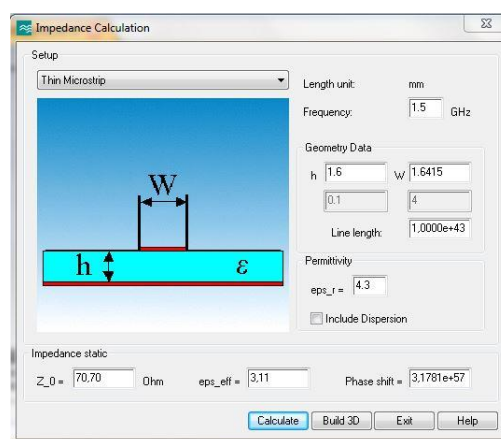 Impedance Calculation
Setup
Thin Microstrip
Length unit: mm
Frequency: 1.5 GHz
Geometry Data
h 1.6 W 1.6415
0.1 4
Line length: 1,0000e+43
Permittivity
eps_r = 4.3
Include Dispersion
W
h ε
Impedance static
Z_0 = 70,70 Ohm eps_eff = 3,11 Phase shift = 3,1781e+57
Calculate Build 3D Exit Help